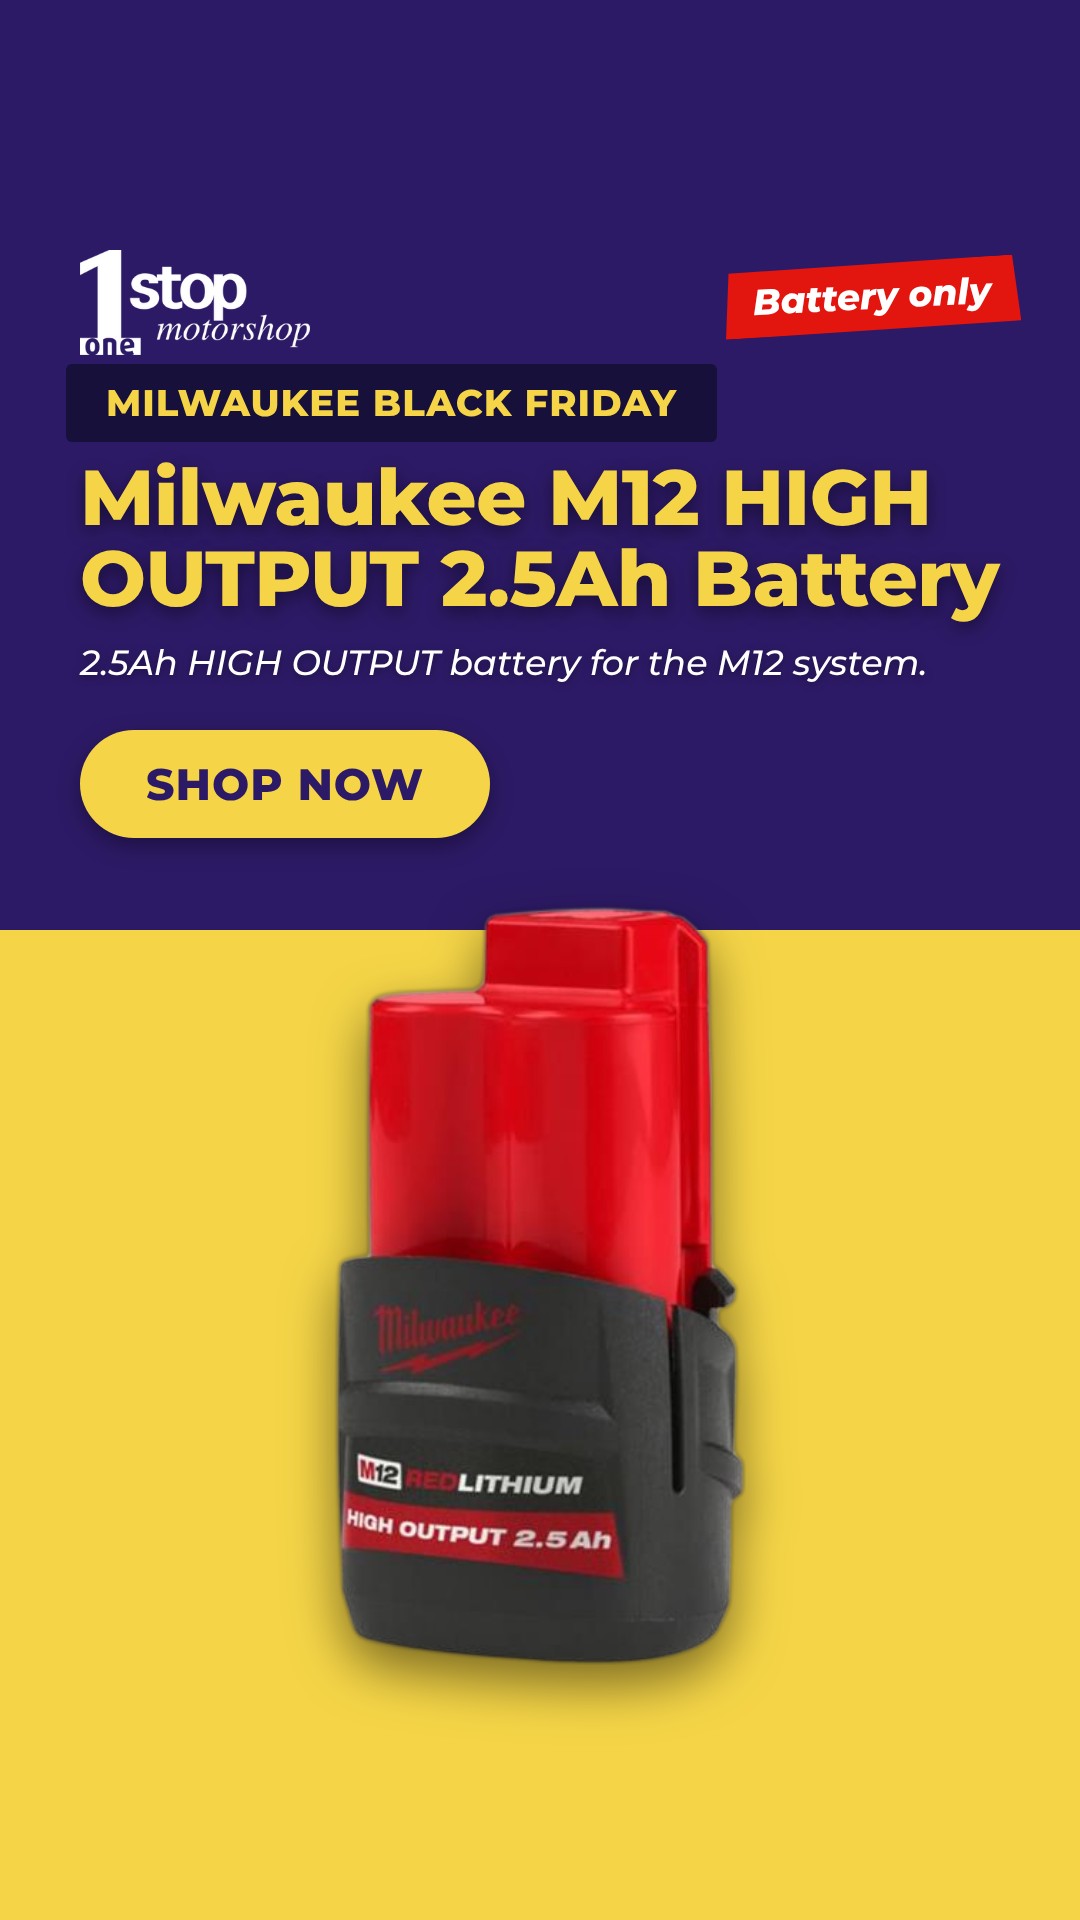 1 stop
one motorshop
Battery only
MILWAUKEE BLACK FRIDAY
Milwaukee M12 HIGH
OUTPUT 2.5Ah Battery
2.5Ah HIGH OUTPUT battery for the M12 system.
SHOP NOW
Milwaukee
M12 REDLITHIUM
HIGH OUTPUT 2.5Ah